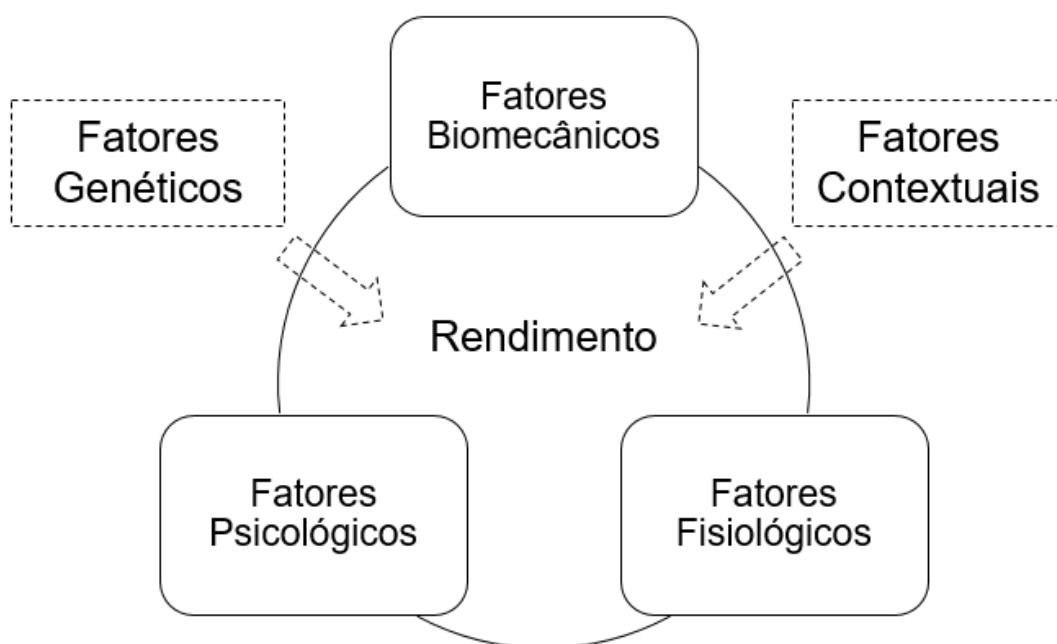 Fatores
Biomecânicos
Fatores
Genéticos
Fatores
Contextuais
Rendimento
Fatores
Psicológicos
Fatores
Fisiológicos